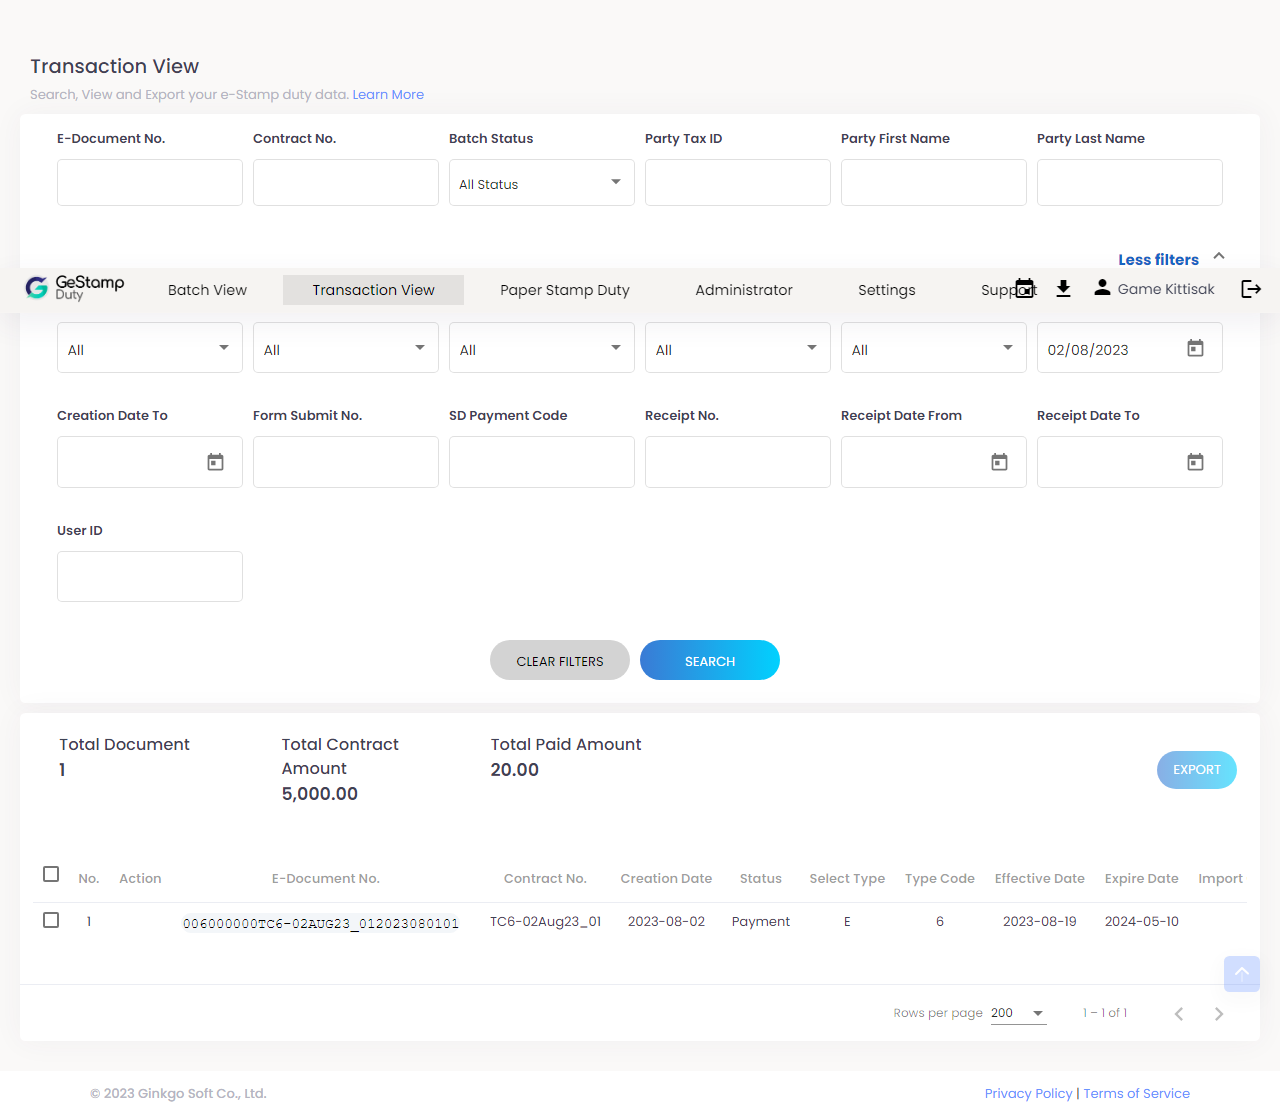 Transaction View
Search, View and Export your e-Stamp duty data. Learn More
E-Document No. Contract No. Batch Status Party Tax ID Party First Name Party Last Name
All Status
Less filters
GeStamp Duty Batch View Transaction View Paper Stamp Duty Administrator Settings Support Game Kittisak
All All All All All 02/08/2023
Creation Date To Form Submit No. SD Payment Code Receipt No. Receipt Date From Receipt Date To
User ID
CLEAR FILTERS SEARCH
Total Document Total Contract Amount Total Paid Amount
1 5,000.00 20.00
EXPORT
No. Action E-Document No. Contract No. Creation Date Status Select Type Type Code Effective Date Expire Date Import
1 006000000TC6-02AUG23_012023080101 TC6-02Aug23_01 2023-08-02 Payment E 6 2023-08-19 2024-05-10
Rows per page 200 1 – 1 of 1
© 2023 Ginkgo Soft Co., Ltd. Privacy Policy | Terms of Service